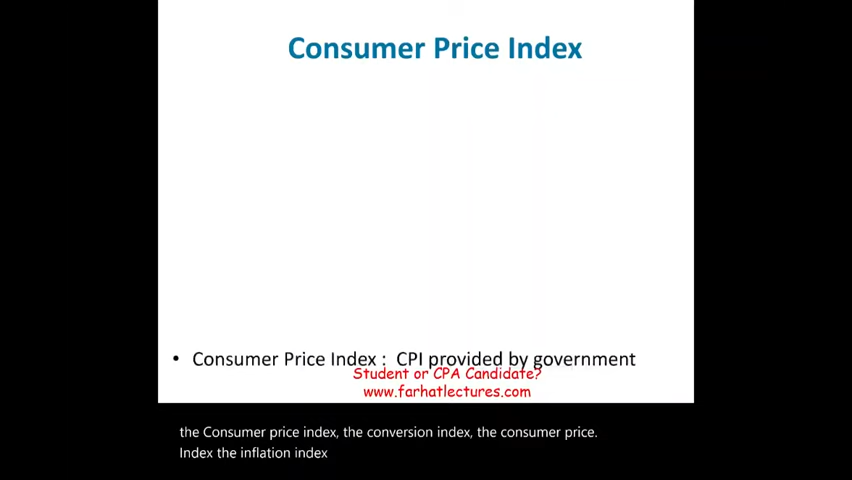 Consumer Price Index
• Consumer Price Index : CPI provided by government
Student or CPA Candidate?
www.farhatlectures.com
the Consumer price index, the conversion index, the consumer price.
Index the inflation index